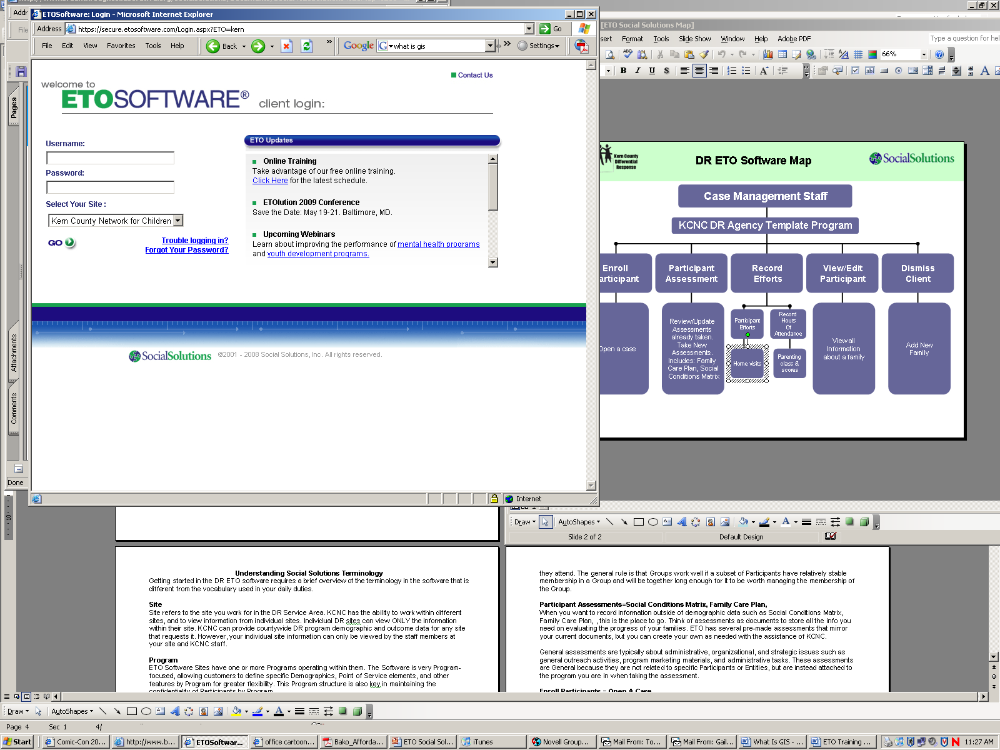 ETOSoftware: Login - Microsoft Internet Explorer
Address https://secure.etosoftware.com/Login.aspx?ETO=kern Go
File Edit View Favorites Tools Help Back Google what is gis Settings
welcome to
ETOSOFTWARE® client login:
Contact Us
Username:
Password:
Select Your Site :
Kern County Network for Children
GO
Trouble logging in?
Forgot Your Password?
ETO Updates
Online Training
Take advantage of our free online training.
Click Here for the latest schedule.
ETOlution 2009 Conference
Save the Date: May 19-21. Baltimore, MD.
Upcoming Webinars
Learn about improving the performance of mental health programs
and youth development programs.
SocialSolutions ©2001 - 2008 Social Solutions, Inc. All rights reserved.
Internet
Addr
File
Pages
Attachments
Comments
Done
[ETO Social Solutions Map]
sert Format Tools Slide Show Window Help Adobe PDF
Type a question for hel
66%
Kern County
Differential
Response
DR ETO Software Map
SocialSolutions
Case Management Staff
KCNC DR Agency Template Program
Enroll
articipant
Participant
Assessment
Record
Efforts
View/Edit
Participant
Dismiss
Client
Open a case
Review/Update
Assessments
already taken.
Take New
Assessments.
Includes: Family
Care Plan, Social
Conditions Matrix
Participant
Efforts
Home visits
Record
Hours
Of
Attendance
Parenting
class &
scores
View all
Information
about a family
Add New
Family
Draw AutoShapes
Slide 2 of 2 Default Design
Understanding Social Solutions Terminology
Getting started in the DR ETO software requires a brief overview of the terminology in the software that is
different from the vocabulary used in your daily duties.
Site
Site refers to the site you work for in the DR Service Area. KCNC has the ability to work within different
sites, and to view information from individual sites. Individual DR sites can view ONLY the information
within their site. KCNC can provide countywide DR program demographic and outcome data for any site
that requests it. However, your individual site information can only be viewed by the staff members at
your site and KCNC staff.
Program
ETO Software Sites have one or more Programs operating within them. The Software is very Program-
focused, allowing customers to define specific Demographics, Point of Service elements, and other
features by Program for greater flexibility. This Program structure is also key in maintaining the
confidentiality of Participants by Program.
they attend. The general rule is that Groups work well if a subset of Participants have relatively stable
membership in a Group and will be together long enough for it to be worth managing the membership of
the Group.
Participant Assessments=Social Conditions Matrix, Family Care Plan,
When you want to record information outside of demographic data such as Social Conditions Matrix,
Family Care Plan, , this is the place to go. Think of assessments as documents to store all the info you
need on evaluating the progress of your families. ETO has several pre-made assessments that mirror
your current documents, but you can create your own as needed with the assistance of KCNC.
General assessments are typically about administrative, organizational, and strategic issues such as
general outreach activities, program marketing materials, and administrative tasks. These assessments
are General because they are not related to specific Participants or Entities, but are instead attached to
the program you are in when taking the assessment.
Enroll Participants = Open A Case
Draw AutoShapes
Page 4 Sec 1 4/
Start Comic-Con 20... http://www.b... ETOSoftwar... office cartoon... Bako_Afforda... ETO Social Sol... iTunes Novell Group... Mail From: To... Mail From: Gail... What Is GIS - ... ETO Training ... 11:27 AM